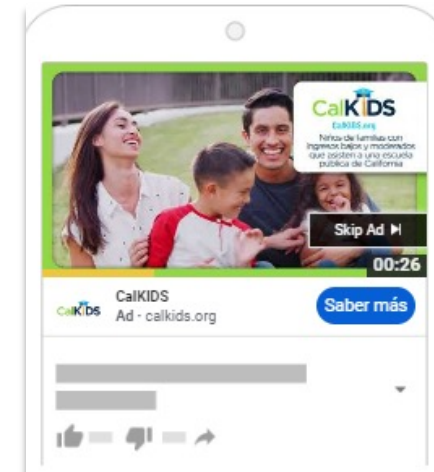 CalKIDS
CalKIDS.org
Niños de familias con
ingresos bajos y moderados
que asisten a una escuela
pública de California
Skip Ad
00:26
CalKIDS
CalKIDS
Ad · calkids.org
Saber más